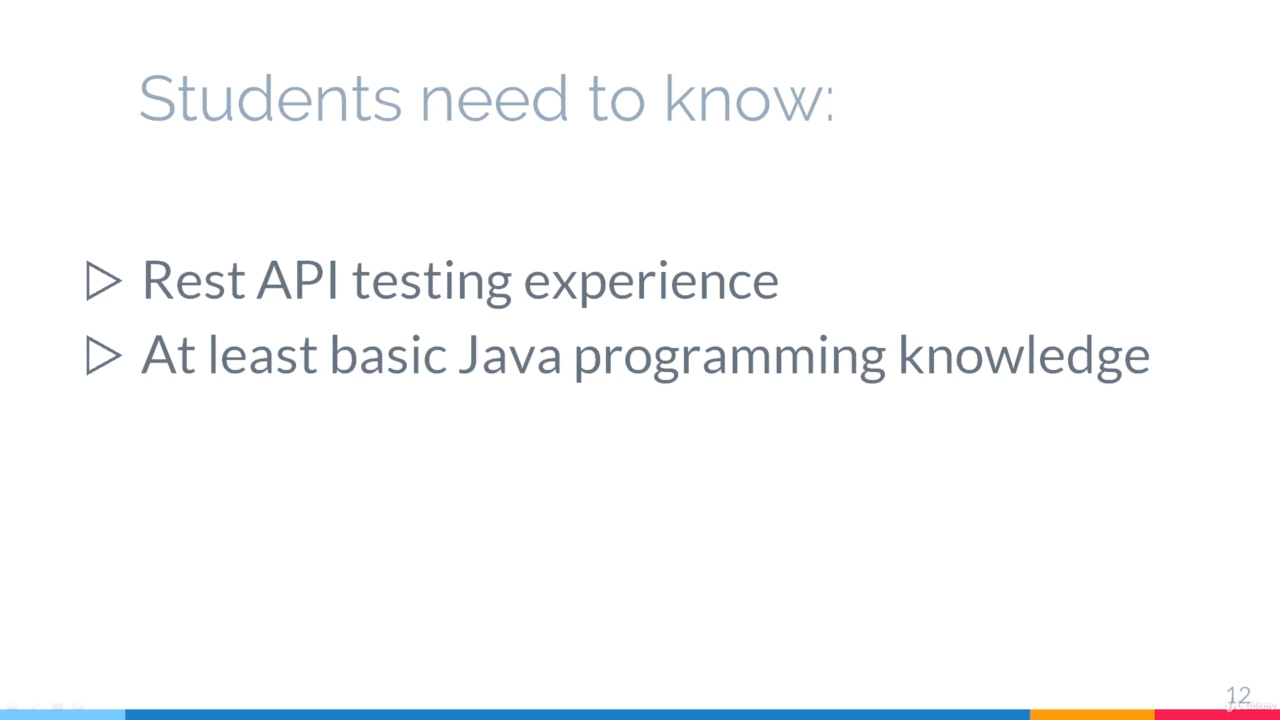 Students need to know:
Rest API testing experience
At least basic Java programming knowledge
12